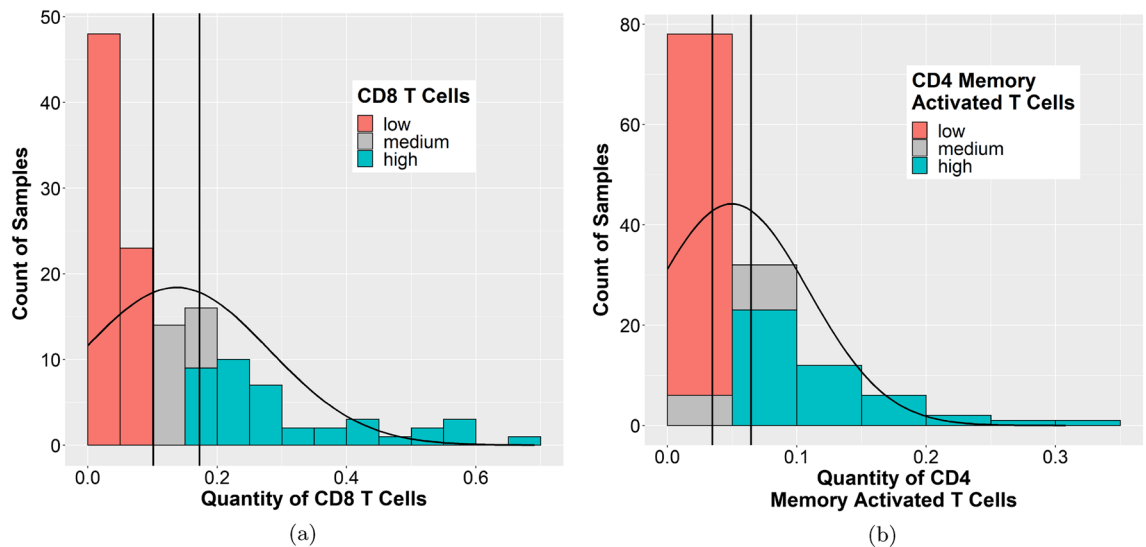 50
40
30
20
10
0
Count of Samples
CD8 T Cells
low
medium
high
0.0
0.2
0.4
0.6
Quantity of CD8 T Cells
(a)
80
60
40
20
0
Count of Samples
CD4 Memory
Activated T Cells
low
medium
high
0.0
0.1
0.2
0.3
Quantity of CD4
Memory Activated T Cells
(b)